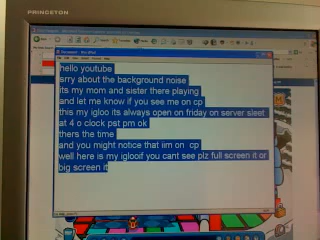 PRINCETON
hello youtube
srry about the background noise
its my mom and sister there playing
and let me know if you see me on cp
this my igloo its always open on friday on server sleet
at 4 o clock pst pm ok
thers the time
and you might notice that iim on cp
well here is my iglooif you cant see plz full screen it or
big screen it